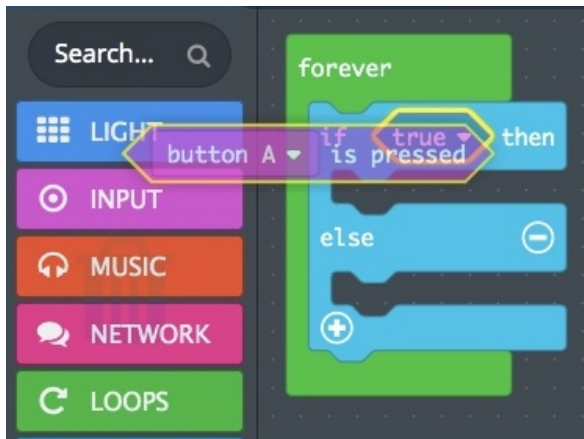 Search...
LIGHT
INPUT
MUSIC
NETWORK
LOOPS
forever
if true then
button A is pressed
else